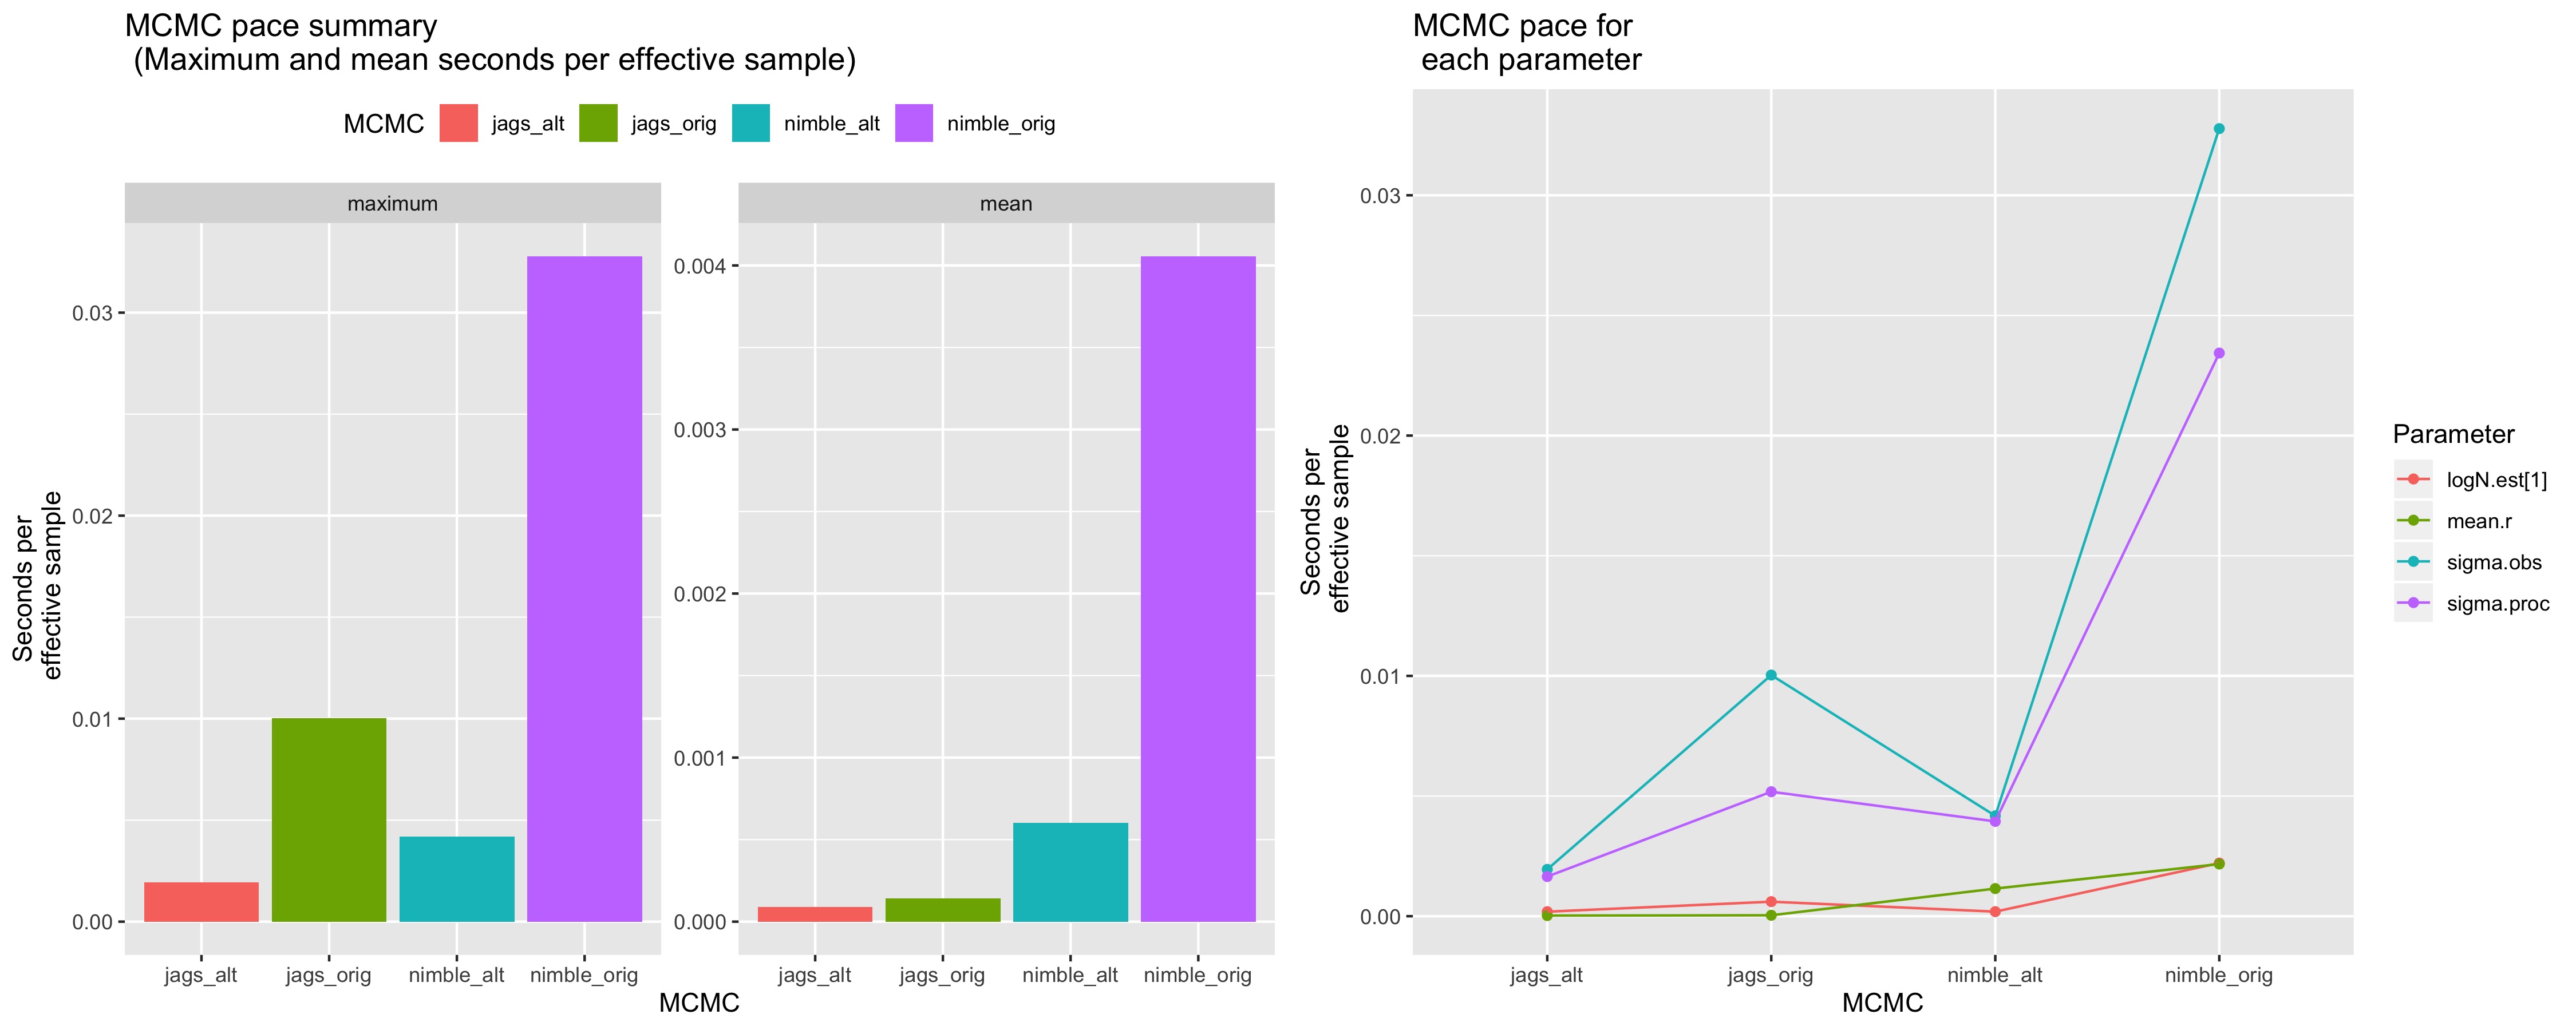 MCMC pace summary
(Maximum and mean seconds per effective sample)
MCMC jags_alt jags_orig nimble_alt nimble_orig
maximum
mean
Seconds per
effective sample
0.03
0.02
0.01
0.00
jags_alt jags_orig nimble_alt nimble_orig
0.004
0.003
0.002
0.001
0.000
jags_alt jags_orig nimble_alt nimble_orig
MCMC
MCMC pace for
each parameter
Seconds per
effective sample
0.03
0.02
0.01
0.00
jags_alt jags_orig nimble_alt nimble_orig
MCMC
Parameter
logN.est[1]
mean.r
sigma.obs
sigma.proc